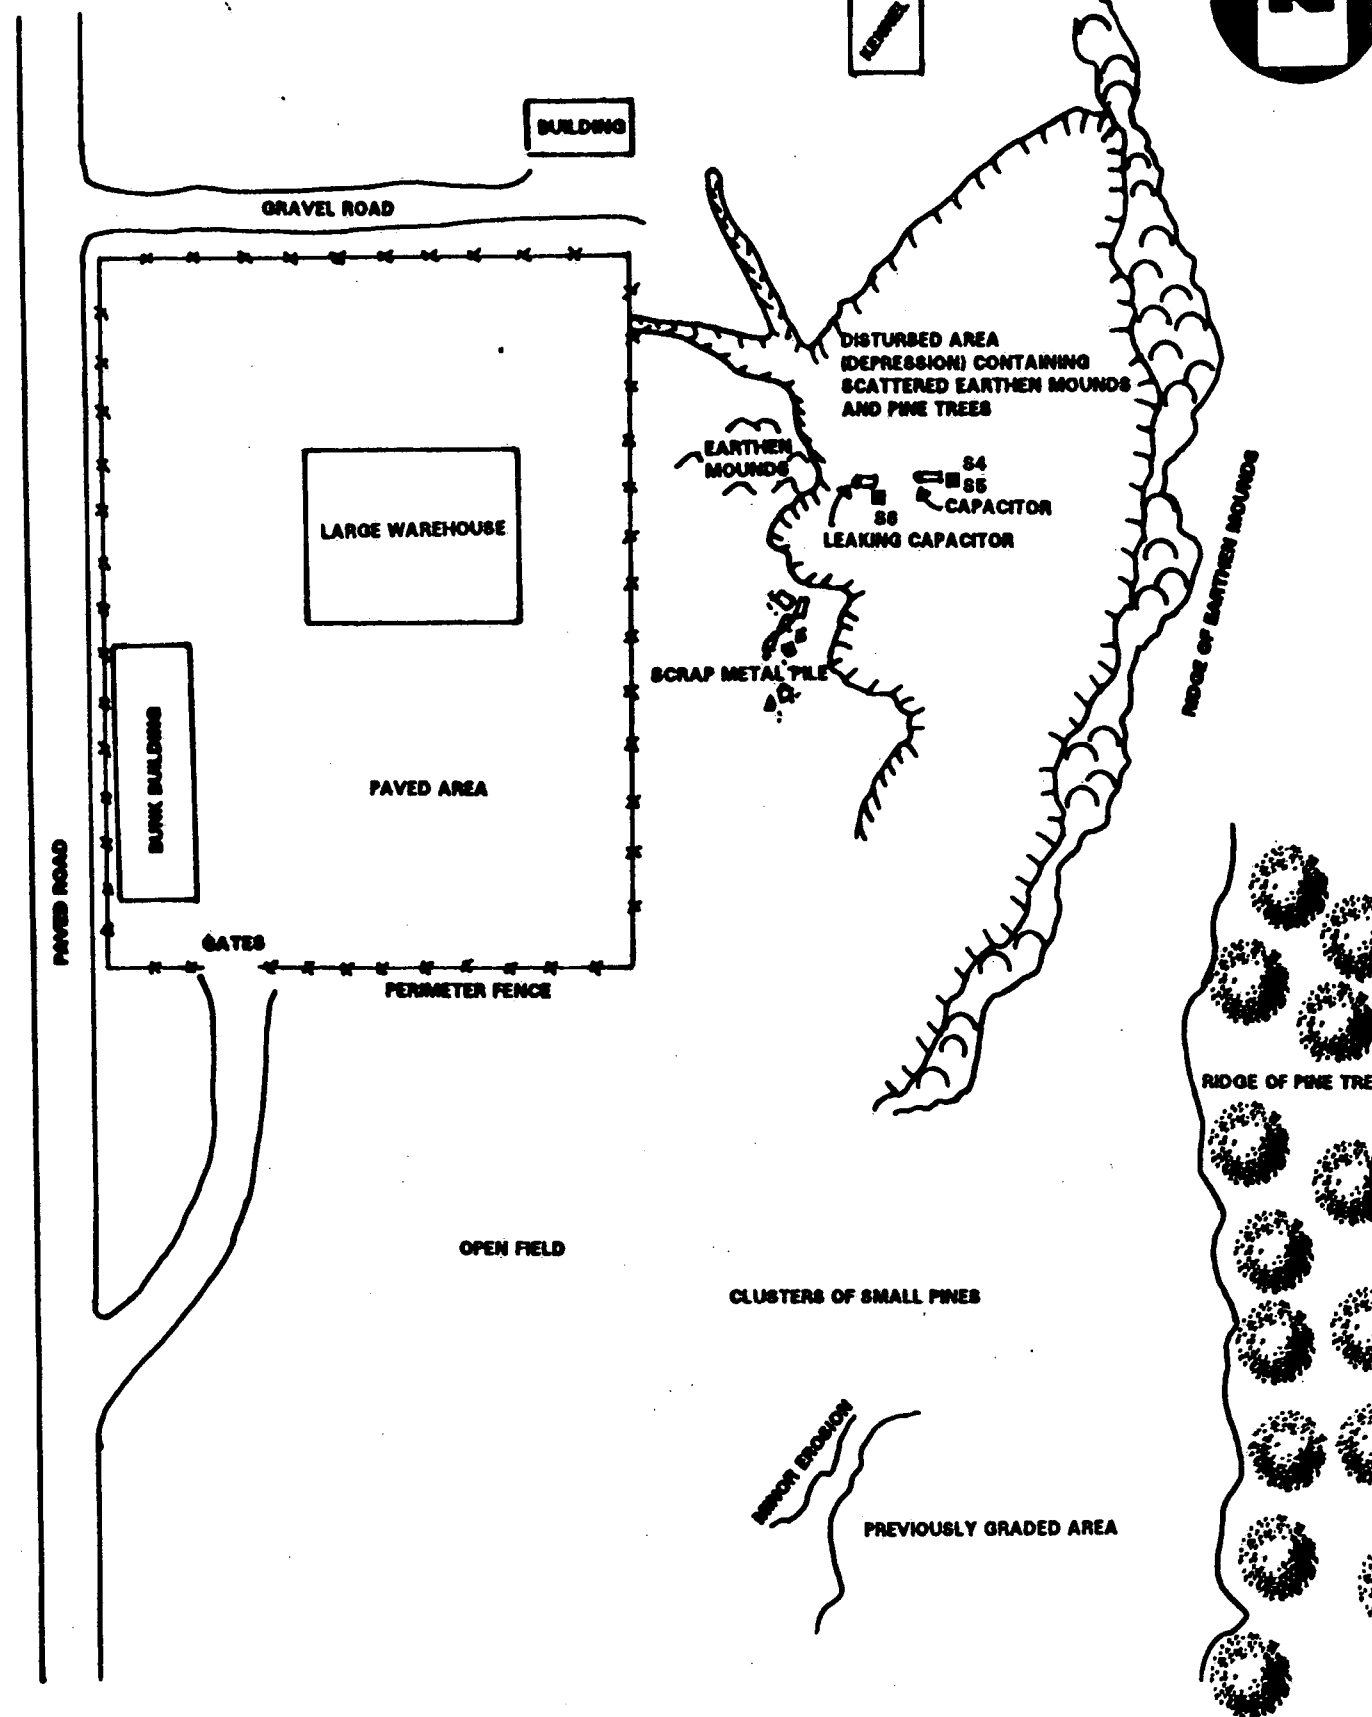 KENNEL
2
BUILDING
GRAVEL ROAD
DISTURBED AREA
(DEPRESSION) CONTAINING
SCATTERED EARTHEN MOUNDS
AND PINE TREES
EARTHEN
MOUNDS
S4
S5
CAPACITOR
S6
LEAKING CAPACITOR
LARGE WAREHOUSE
RIDGE OF EARTHEN MOUNDS
SCRAP METAL PILE
BUNK BUILDING
PAVED AREA
PAVED ROAD
GATES
PERIMETER FENCE
RIDGE OF PINE TRE
OPEN FIELD
CLUSTERS OF SMALL PINES
MINOR EROSION
PREVIOUSLY GRADED AREA